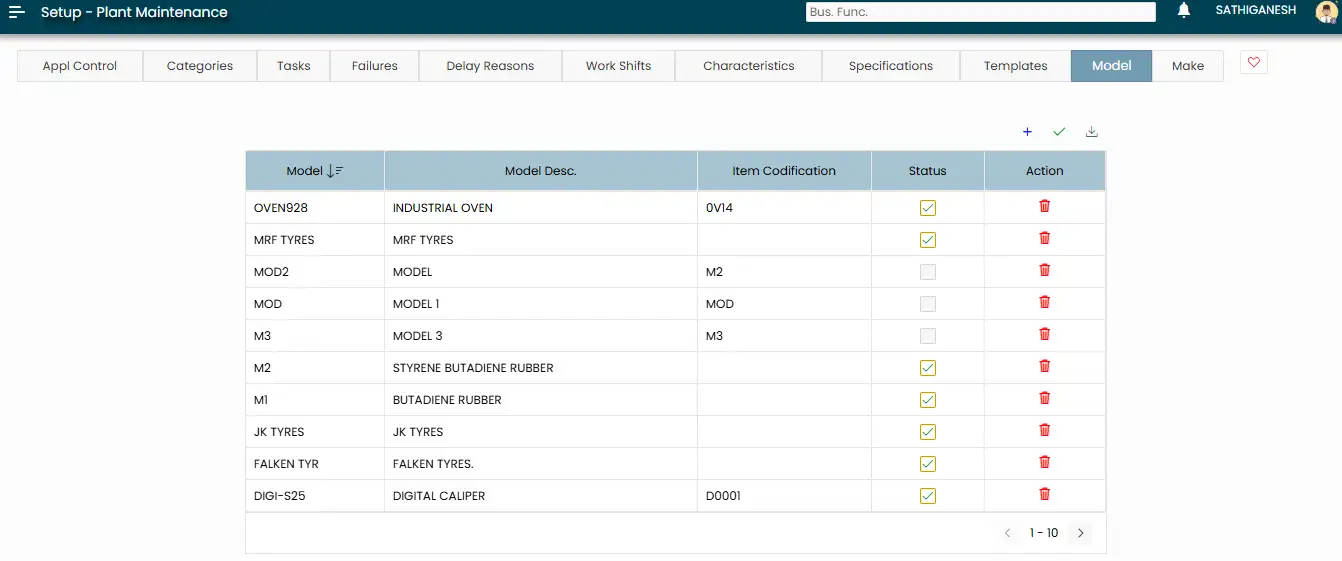 Setup - Plant Maintenance
Bus. Func.
SATHIGANESH
Appl Control Categories Tasks Failures Delay Reasons Work Shifts Characteristics Specifications Templates Model Make
Model Model Desc. Item Codification Status Action
OVEN928 INDUSTRIAL OVEN 0V14
MRF TYRES MRF TYRES
MOD2 MODEL M2
MOD MODEL 1 MOD
M3 MODEL 3 M3
M2 STYRENE BUTADIENE RUBBER
M1 BUTADIENE RUBBER
JK TYRES JK TYRES
FALKEN TYR FALKEN TYRES.
DIGI-S25 DIGITAL CALIPER D0001
1 - 10